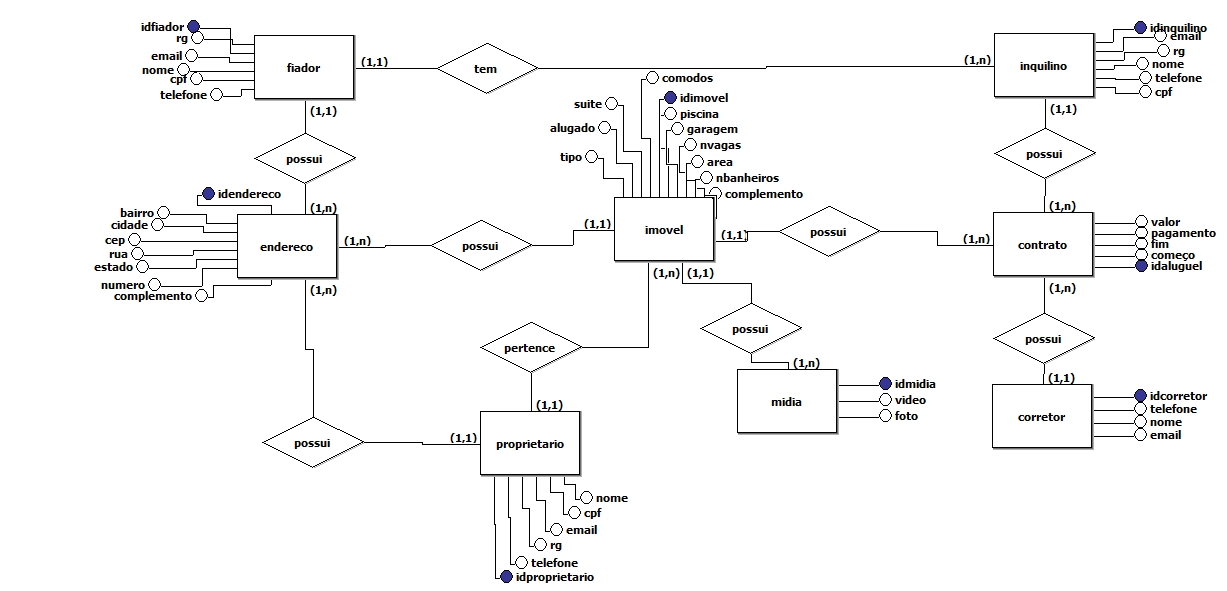 idfiador
rg
email
nome
cpf
telefone
fiador
(1,1)
tem
(1,n)
inquilino
idinquilino
email
rg
nome
telefone
cpf
(1,1)
possui
(1,n)
comodos
idimovel
piscina
garagem
nvagas
area
nbanheiros
complemento
suite
alugado
tipo
imovel
(1,1)
possui
(1,n)
idendereco
bairro
cidade
cep
rua
estado
numero
complemento
endereco
(1,n)
possui
(1,1)
(1,1)
possui
(1,n)
contrato
valor
pagamento
fim
começo
idaluguel
(1,n)
(1,n)
(1,1)
(1,n)
pertence
(1,1)
possui
(1,n)
midia
idmidia
video
foto
possui
(1,1)
corretor
idcorretor
telefone
nome
email
possui
(1,1)
proprietario
nome
cpf
email
rg
telefone
idproprietario